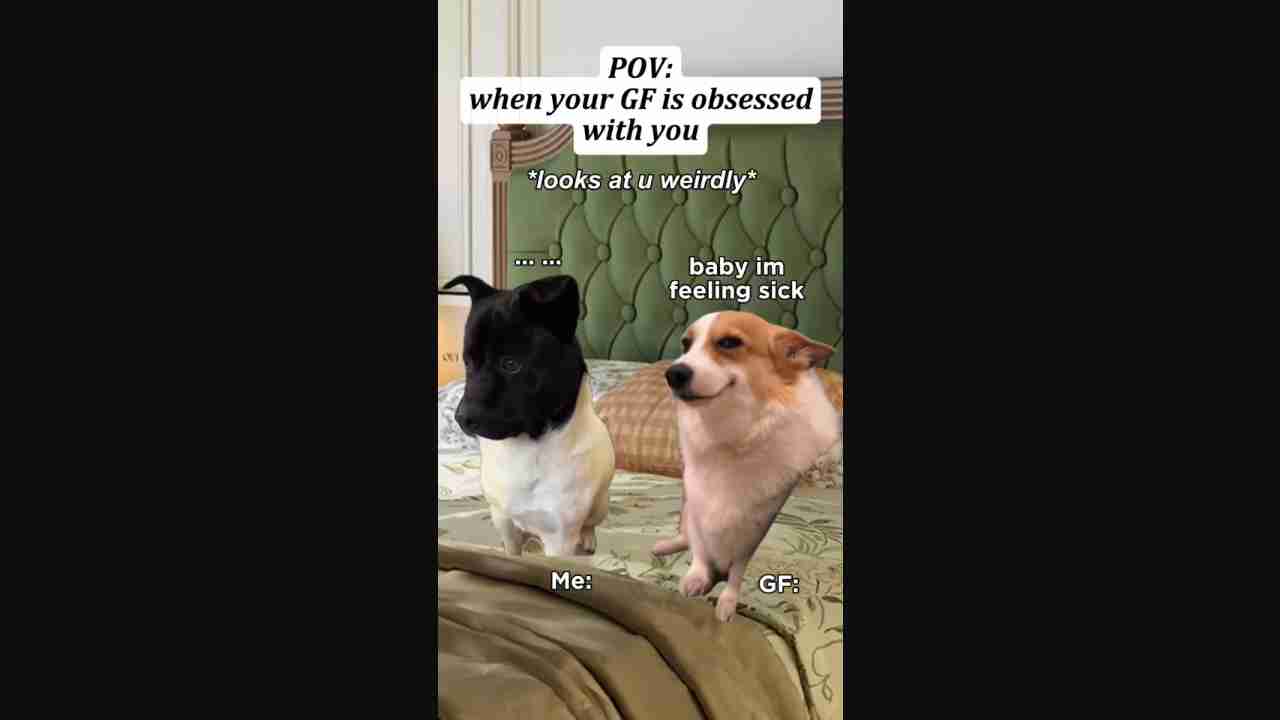 POV:
when your GF is obsessed
with you
*looks at u weirdly*
... ...
baby im
feeling sick
Me:
GF: